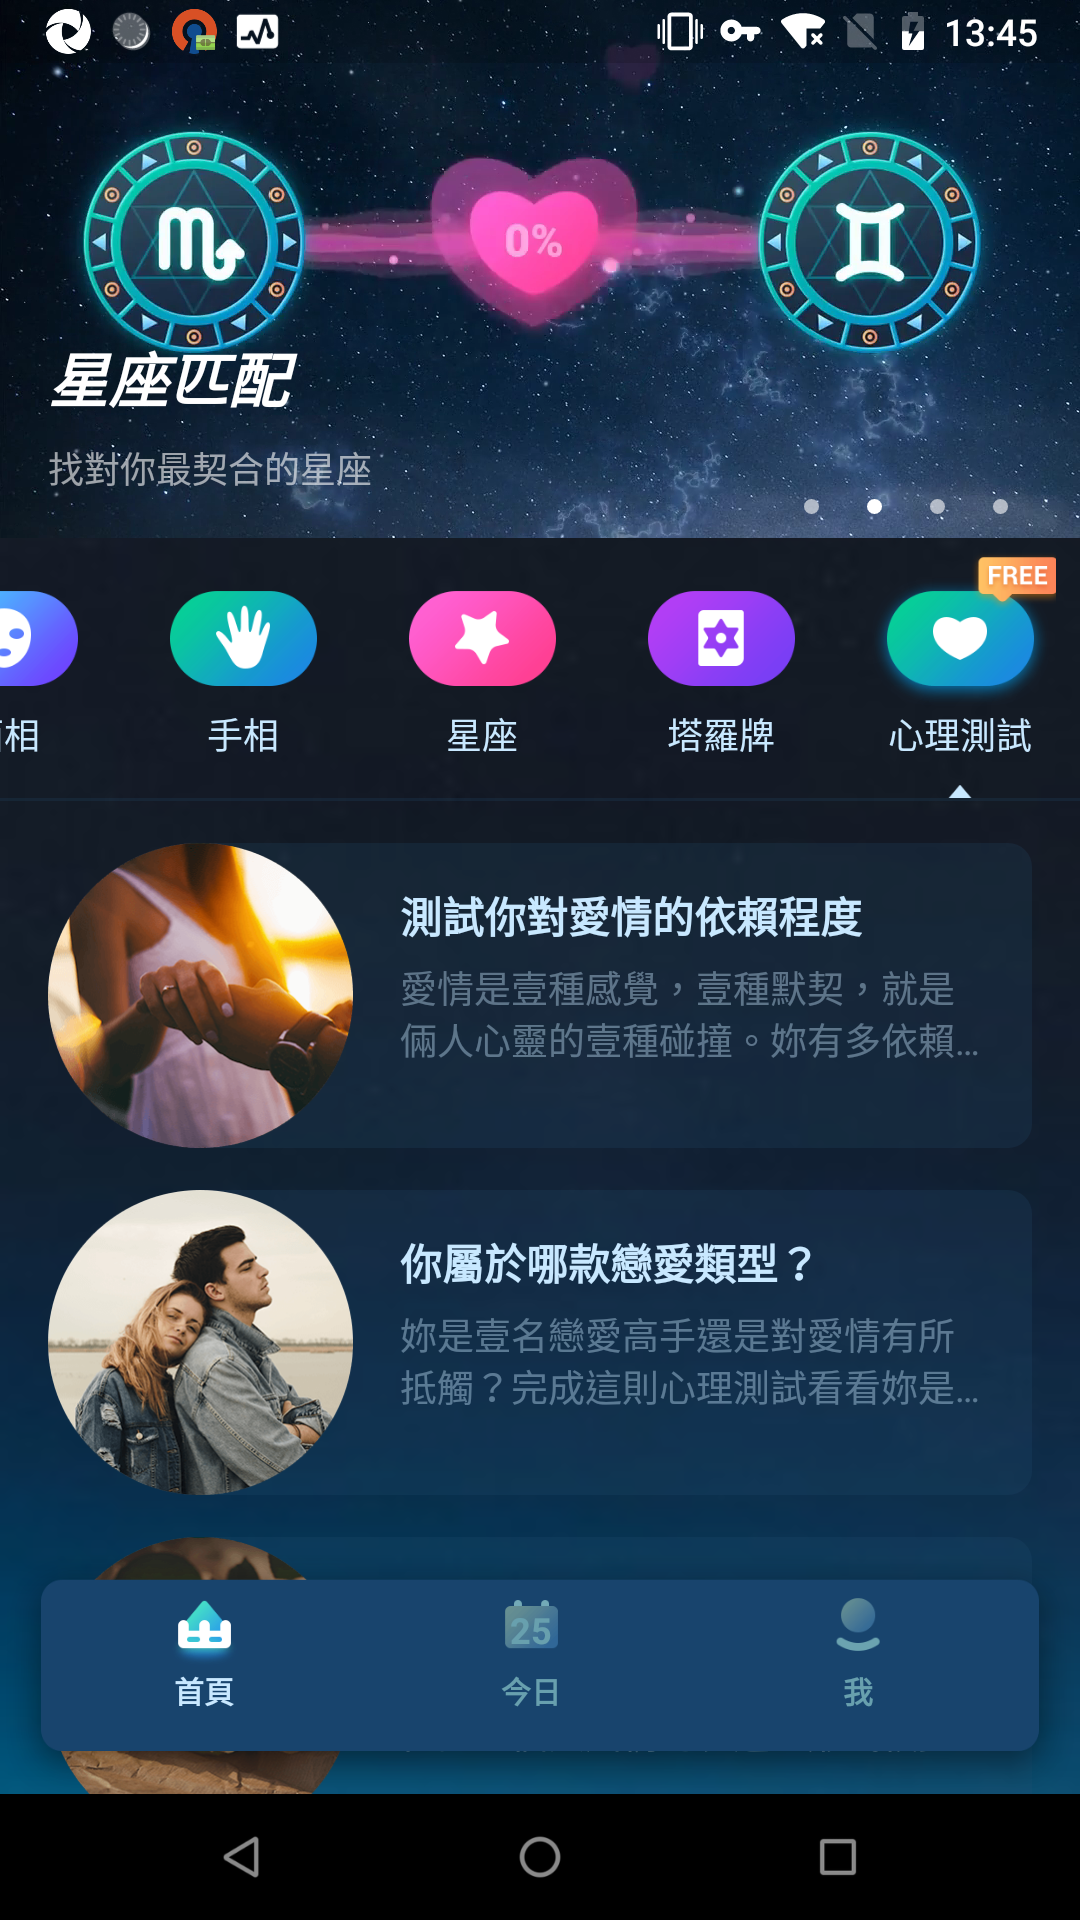 13:45
0%
星座匹配
找對你最契合的星座
FREE
相
手相
星座
塔羅牌
心理測試
測試你對愛情的依賴程度
愛情是壹種感覺，壹種默契，就是
倆人心靈的壹種碰撞。妳有多依賴...
你屬於哪款戀愛類型？
妳是壹名戀愛高手還是對愛情有所
抵觸？完成這則心理測試看看妳是...
25
首頁
今日
我